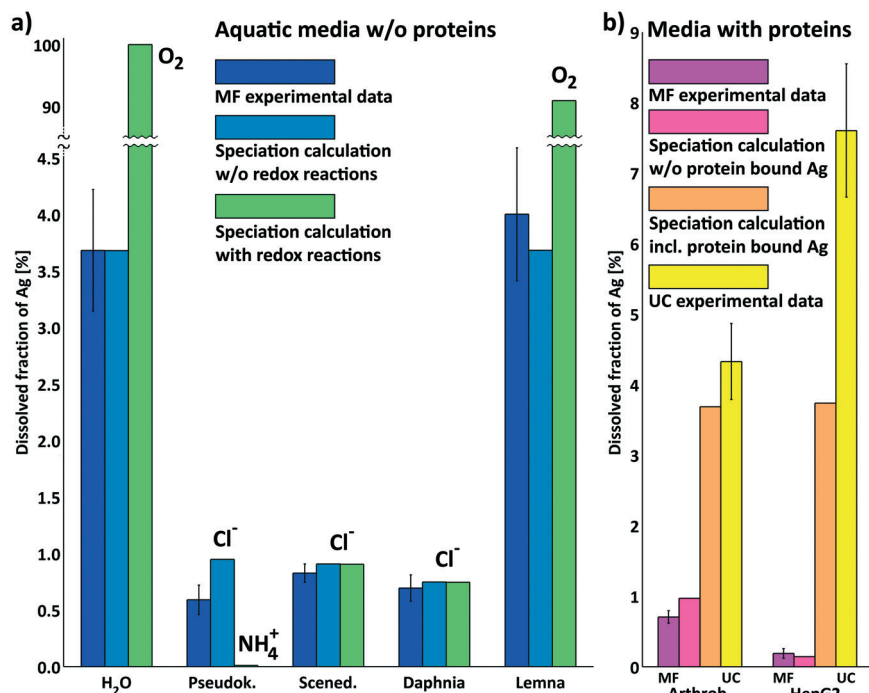 a)
Aquatic media w/o proteins
MF experimental data
Speciation calculation
w/o redox reactions
Speciation calculation
with redox reactions
Dissolved fraction of Ag [%]
100
90
4.5
4.0
3.5
3.0
2.5
2.0
1.5
1.0
0.5
0.0
O₂
Cl⁻
NH₄⁺
Cl⁻
Cl⁻
O₂
H₂O Pseudok. Scened. Daphnia Lemna
b)
Media with proteins
MF experimental data
Speciation calculation
w/o protein bound Ag
Speciation calculation
incl. protein bound Ag
UC experimental data
Dissolved fraction of Ag [%]
9
8
7
6
5
4
3
2
1
0
MF UC MF UC
Arthrob. HepG2